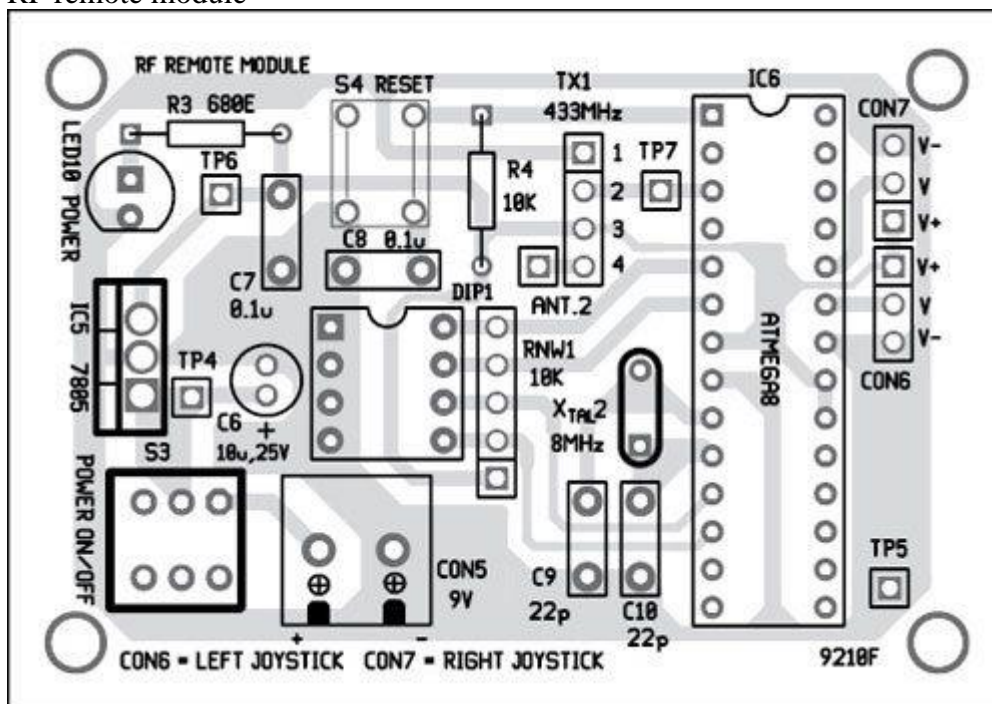 RF remote module
RF REMOTE MODULE
R3 680E
S4 RESET
TX1
433MHz
IC6
CON7
LED10 POWER
TP6
R4
10K
1
2
3
4
TP7
V-
V
V+
V+
V
V-
CON6
C7
0.1u
C8 0.1u
DIP1
ANT.2
ATMEGA8
IC5 7805
TP4
RNW1
10K
C6
+
10u,25V
XTAL2
8MHz
S3
POWER ON/OFF
CON5
9V
+
-
C9
22p
C10
22p
TP5
CON6 = LEFT JOYSTICK CON7 = RIGHT JOYSTICK
9210F